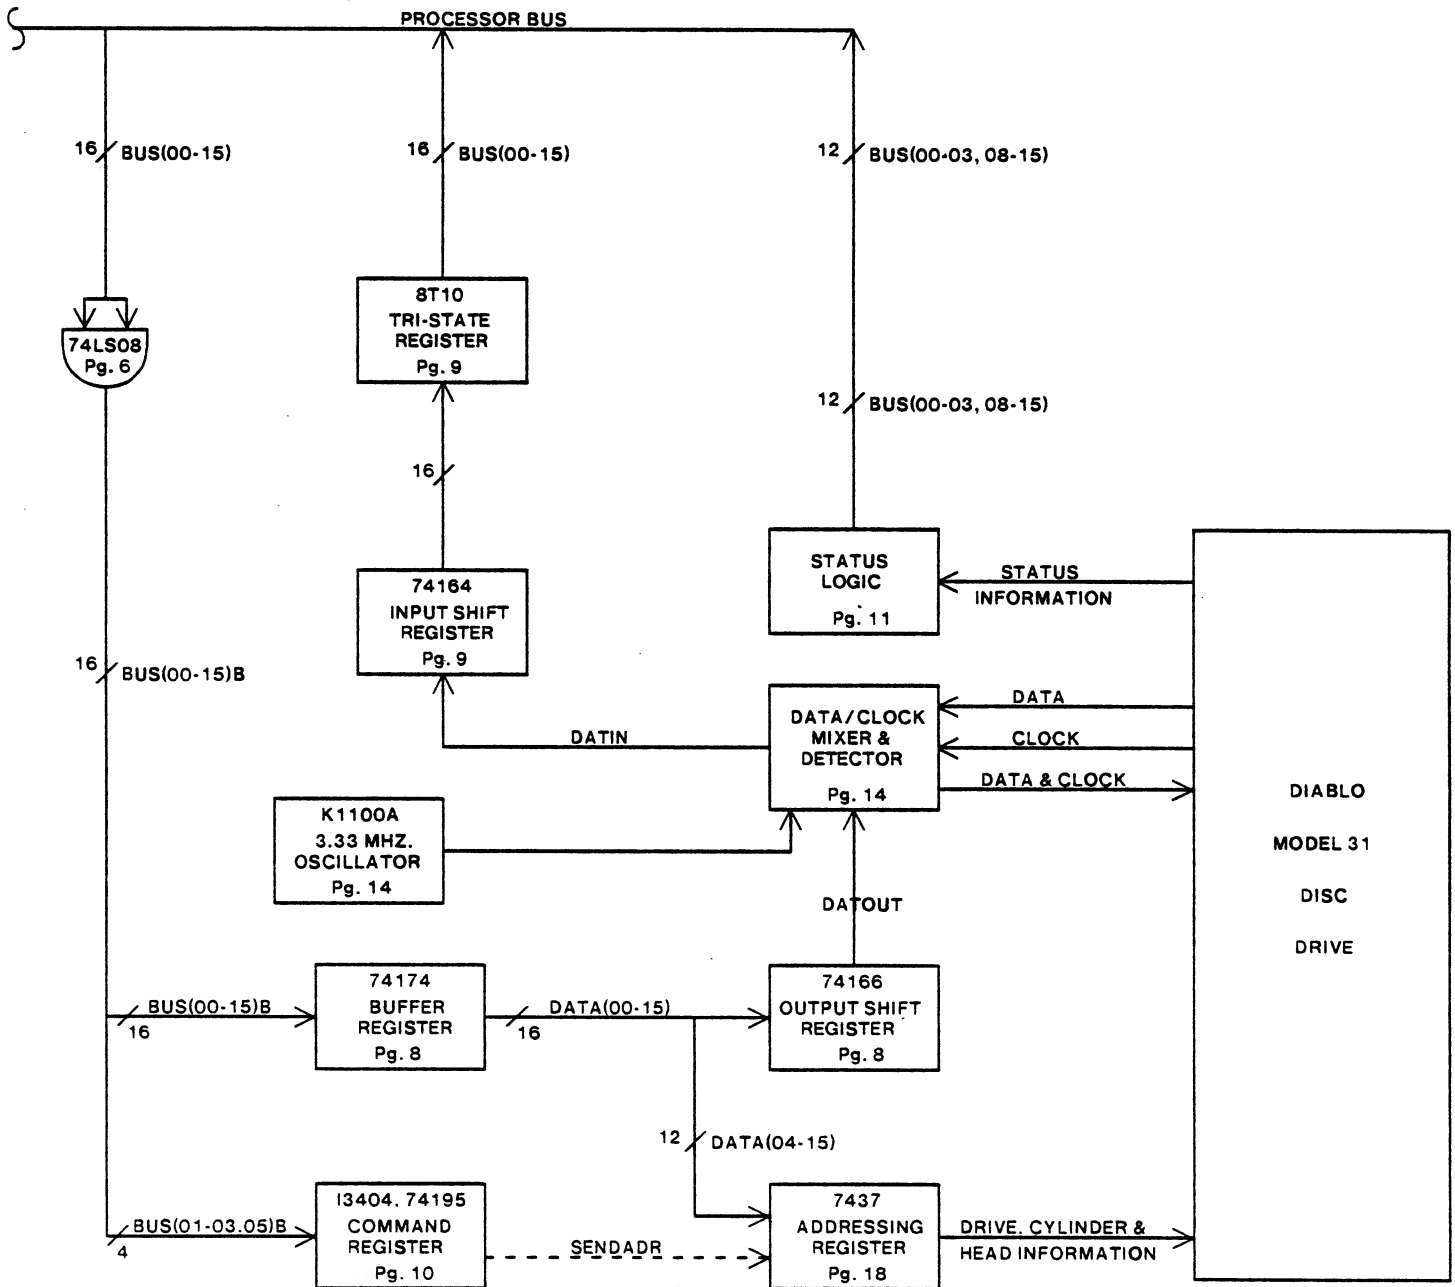 PROCESSOR BUS
16 BUS(00-15)
16 BUS(00-15)
12 BUS(00-03, 08-15)
8T10
TRI-STATE
REGISTER
Pg. 9
74LS08
Pg. 6
12 BUS(00-03, 08-15)
16
STATUS
LOGIC
Pg. 11
STATUS
INFORMATION
74164
INPUT SHIFT
REGISTER
Pg. 9
16 BUS(00-15)B
DATA/CLOCK
MIXER &
DETECTOR
Pg. 14
DATA
CLOCK
DATA & CLOCK
DATIN
DIABLO
MODEL 31
DISC
DRIVE
K1100A
3.33 MHZ.
OSCILLATOR
Pg. 14
DATOUT
BUS(00-15)B
16
74174
BUFFER
REGISTER
Pg. 8
DATA(00-15)
16
74166
OUTPUT SHIFT
REGISTER
Pg. 8
12 DATA(04-15)
BUS(01-03.05)B
4
I3404. 74195
COMMAND
REGISTER
Pg. 10
SENDADR
7437
ADDRESSING
REGISTER
Pg. 18
DRIVE. CYLINDER &
HEAD INFORMATION